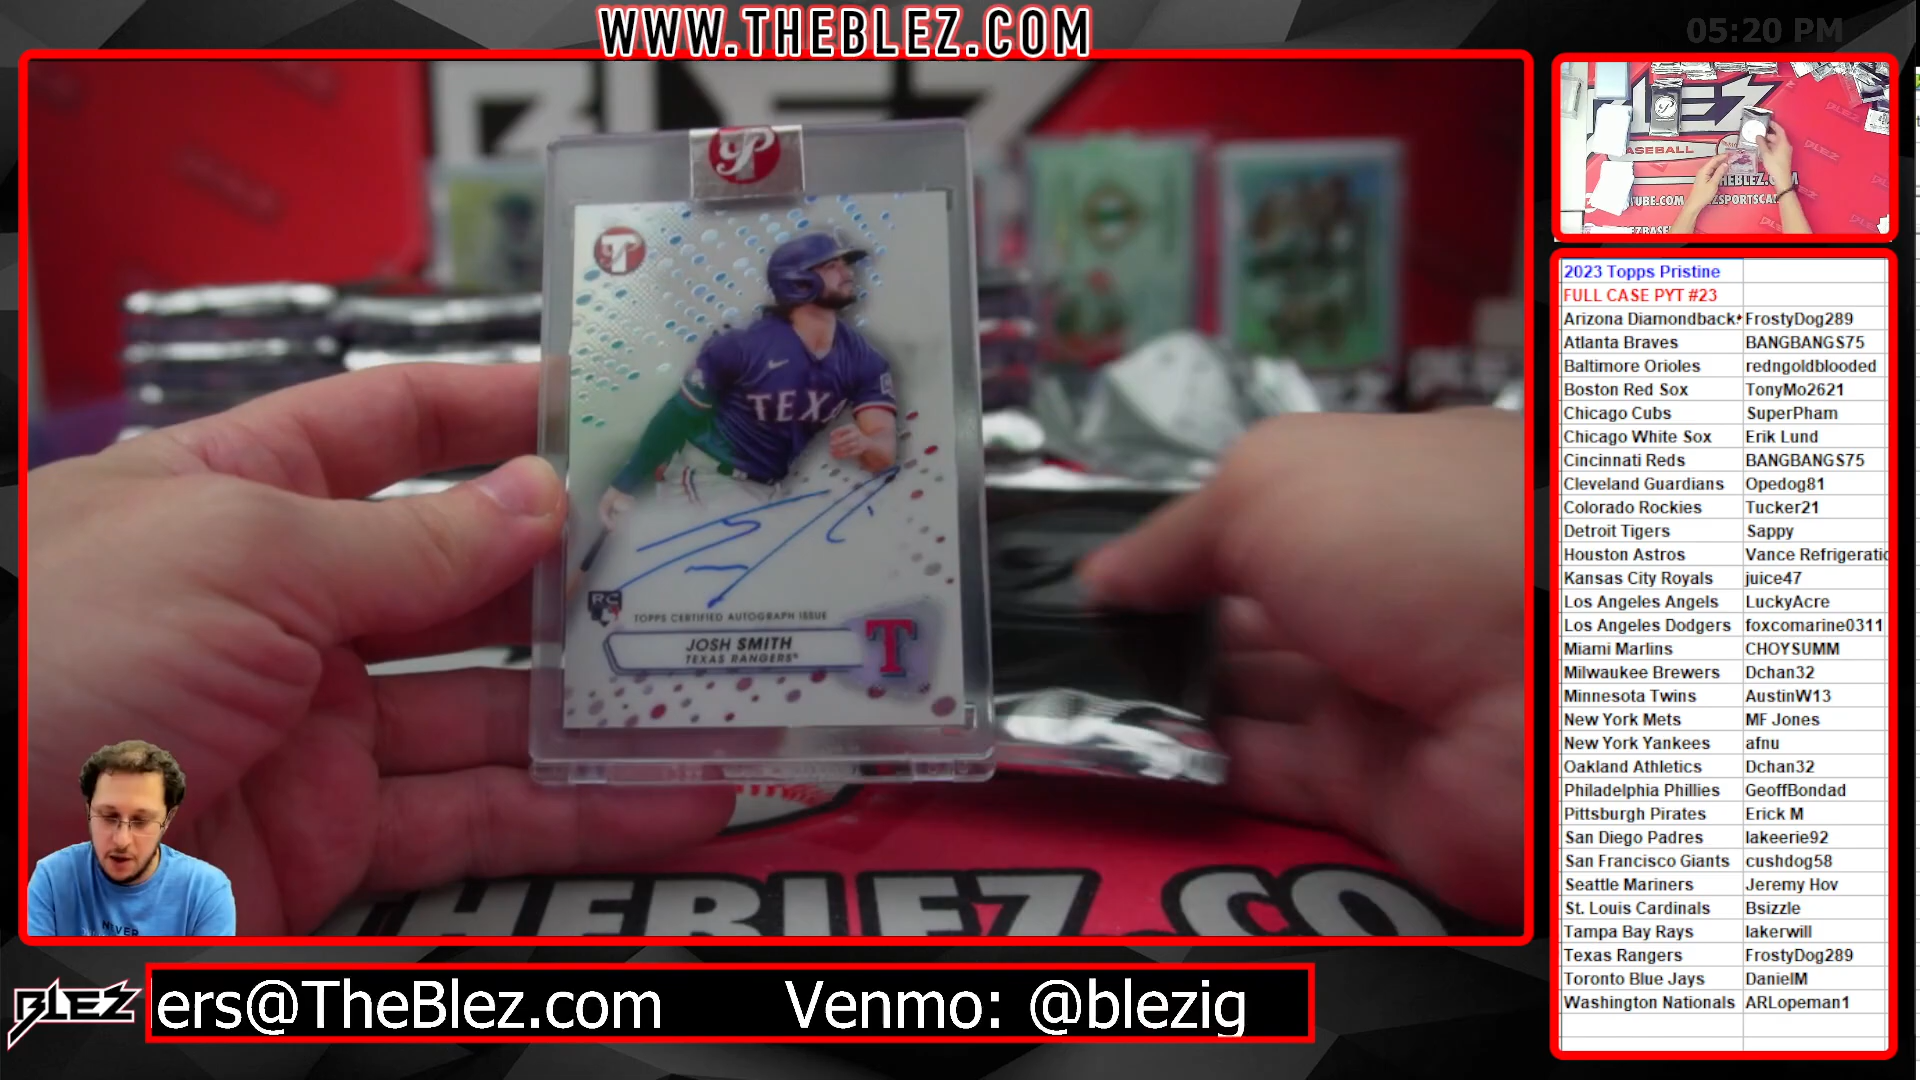 WWW.THEBLEZ.COM
05:20 PM
TEXA
RC
TOPPS CERTIFIED AUTOGRAPH ISSUE
JOSH SMITH
TEXAS RANGERS
T
THEBLEZ.CO
BLEZ
ers@TheBlez.com Venmo: @blezig
BASEBALL
THEBLEZ.COM
2023 Topps Pristine
FULL CASE PYT #23
Arizona Diamondback FrostyDog289
Atlanta Braves BANGBANGS75
Baltimore Orioles redngoldblooded
Boston Red Sox TonyMo2621
Chicago Cubs SuperPham
Chicago White Sox Erik Lund
Cincinnati Reds BANGBANGS75
Cleveland Guardians Opedog81
Colorado Rockies Tucker21
Detroit Tigers Sappy
Houston Astros Vance Refrigeratio
Kansas City Royals juice47
Los Angeles Angels LuckyAcre
Los Angeles Dodgers foxcomarine0311
Miami Marlins CHOYSUMM
Milwaukee Brewers Dchan32
Minnesota Twins AustinW13
New York Mets MF Jones
New York Yankees afnu
Oakland Athletics Dchan32
Philadelphia Phillies GeoffBondad
Pittsburgh Pirates Erick M
San Diego Padres lakeerie92
San Francisco Giants cushdog58
Seattle Mariners Jeremy Hov
St. Louis Cardinals Bsizzle
Tampa Bay Rays lakerwill
Texas Rangers FrostyDog289
Toronto Blue Jays DanielM
Washington Nationals ARLopeman1